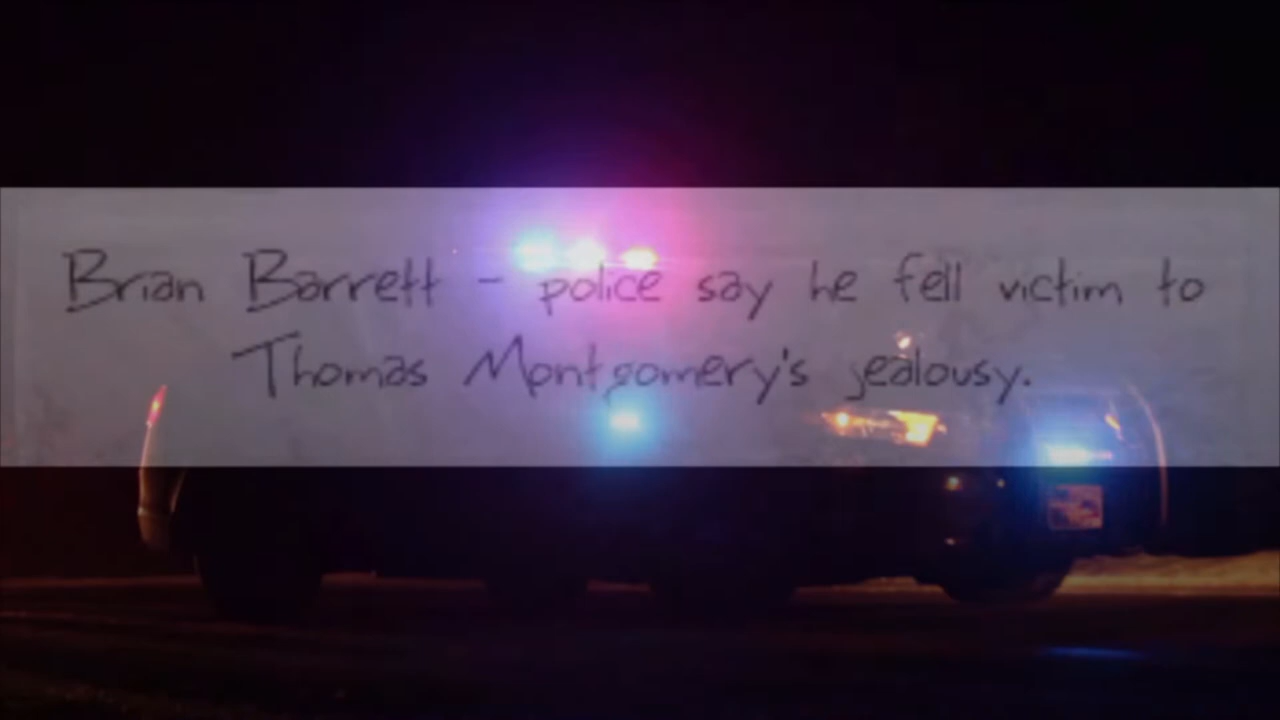 Brian Barrett - police say he fell victim to
Thomas Montgomery's jealousy.